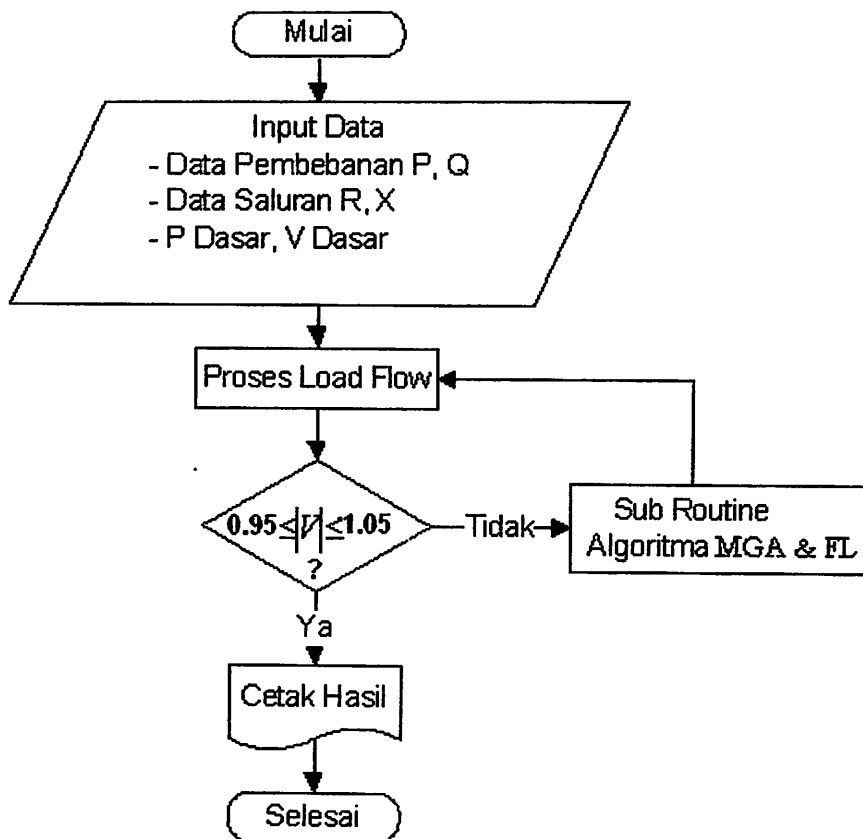 Mulai
Input Data
- Data Pembebanan P, Q
- Data Saluran R, X
- P Dasar, V Dasar
Proses Load Flow
0.95≤|V|≤1.05
?
Tidak
Sub Routine
Algoritma MGA & FL
Ya
Cetak Hasil
Selesai